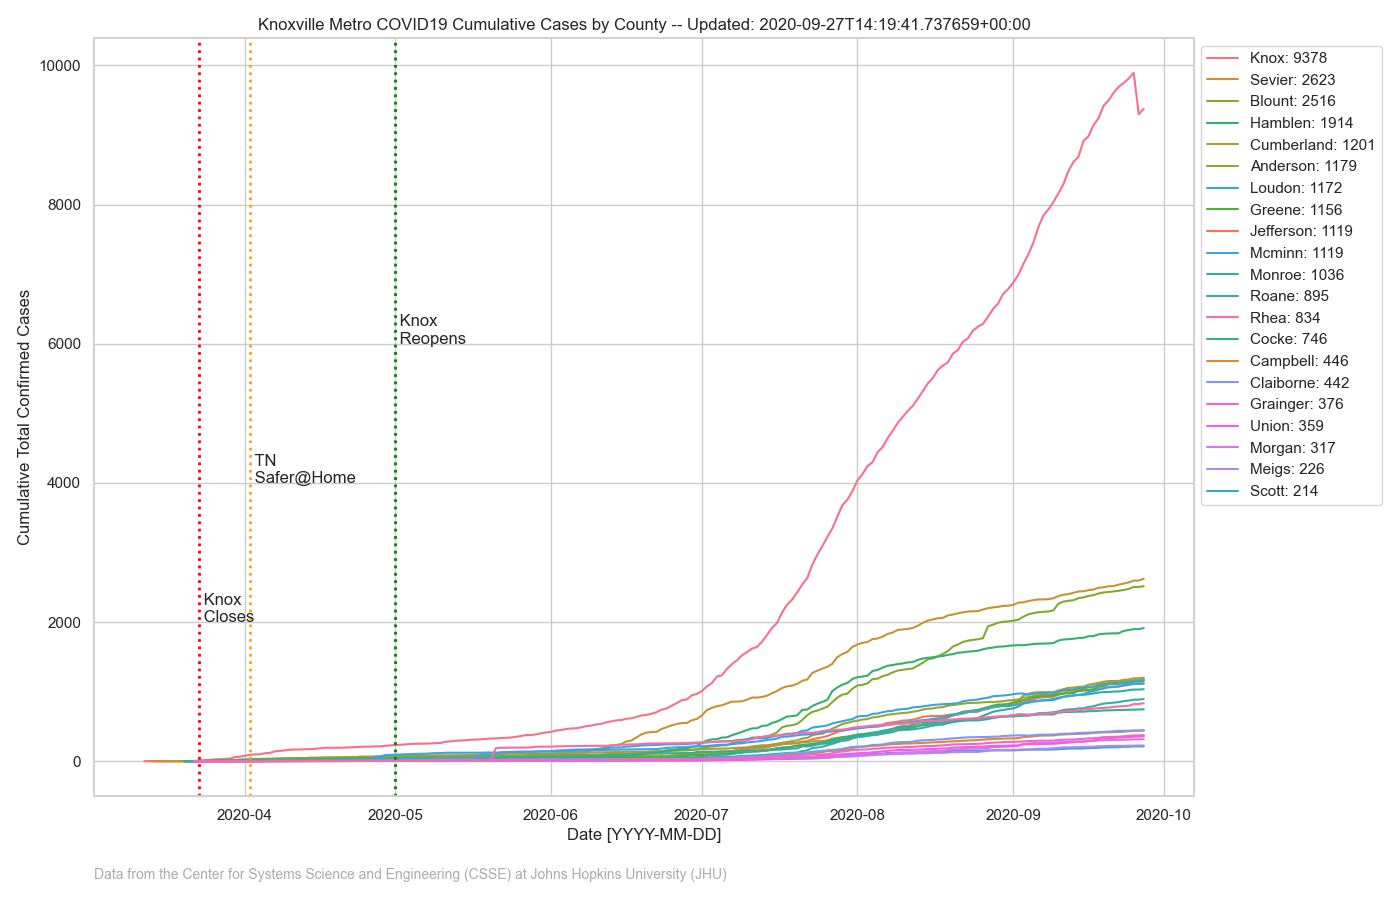 Knoxville Metro COVID19 Cumulative Cases by County -- Updated: 2020-09-27T14:19:41.737659+00:00
Cumulative Total Confirmed Cases
10000
8000
6000
4000
2000
0
Knox
Reopens
TN
Safer@Home
Knox
Closes
Knox: 9378
Sevier: 2623
Blount: 2516
Hamblen: 1914
Cumberland: 1201
Anderson: 1179
Loudon: 1172
Greene: 1156
Jefferson: 1119
Mcminn: 1119
Monroe: 1036
Roane: 895
Rhea: 834
Cocke: 746
Campbell: 446
Claiborne: 442
Grainger: 376
Union: 359
Morgan: 317
Meigs: 226
Scott: 214
2020-04 2020-05 2020-06 2020-07 2020-08 2020-09 2020-10
Date [YYYY-MM-DD]
Data from the Center for Systems Science and Engineering (CSSE) at Johns Hopkins University (JHU)